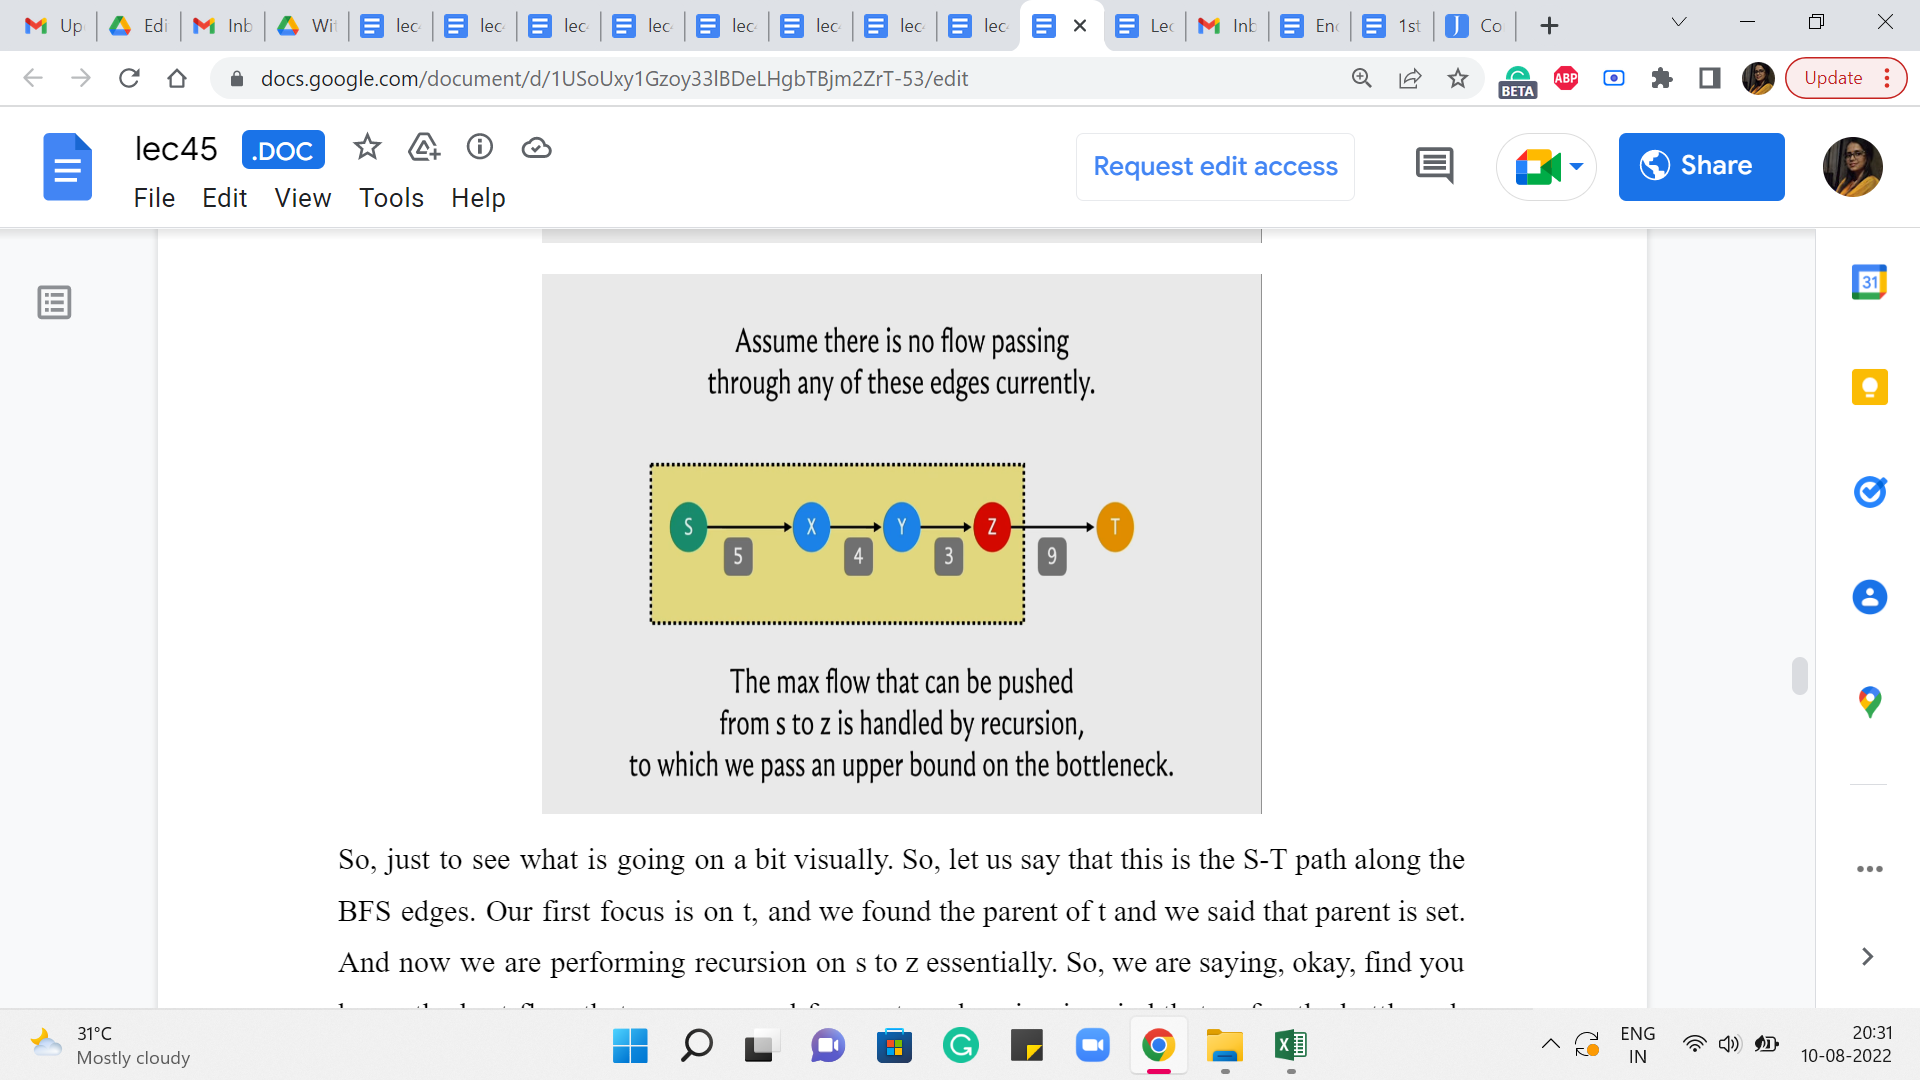 Up
Edi
Inb
Wit
lec
lec
lec
lec
lec
lec
lec
lec
Lec
Inb
Enc
1st
Co
docs.google.com/document/d/1USoUxy1Gzoy33lBDeLHgbTBjm2ZrT-53/edit
BETA
ABP
Update
lec45
.DOC
File Edit View Tools Help
Request edit access
Share
31
Assume there is no flow passing
through any of these edges currently.
S X Y Z T
5 4 3 9
The max flow that can be pushed
from s to z is handled by recursion,
to which we pass an upper bound on the bottleneck.
So, just to see what is going on a bit visually. So, let us say that this is the S-T path along the
BFS edges. Our first focus is on t, and we found the parent of t and we said that parent is set.
And now we are performing recursion on s to z essentially. So, we are saying, okay, find you
31°C
Mostly cloudy
ENG
IN
20:31
10-08-2022